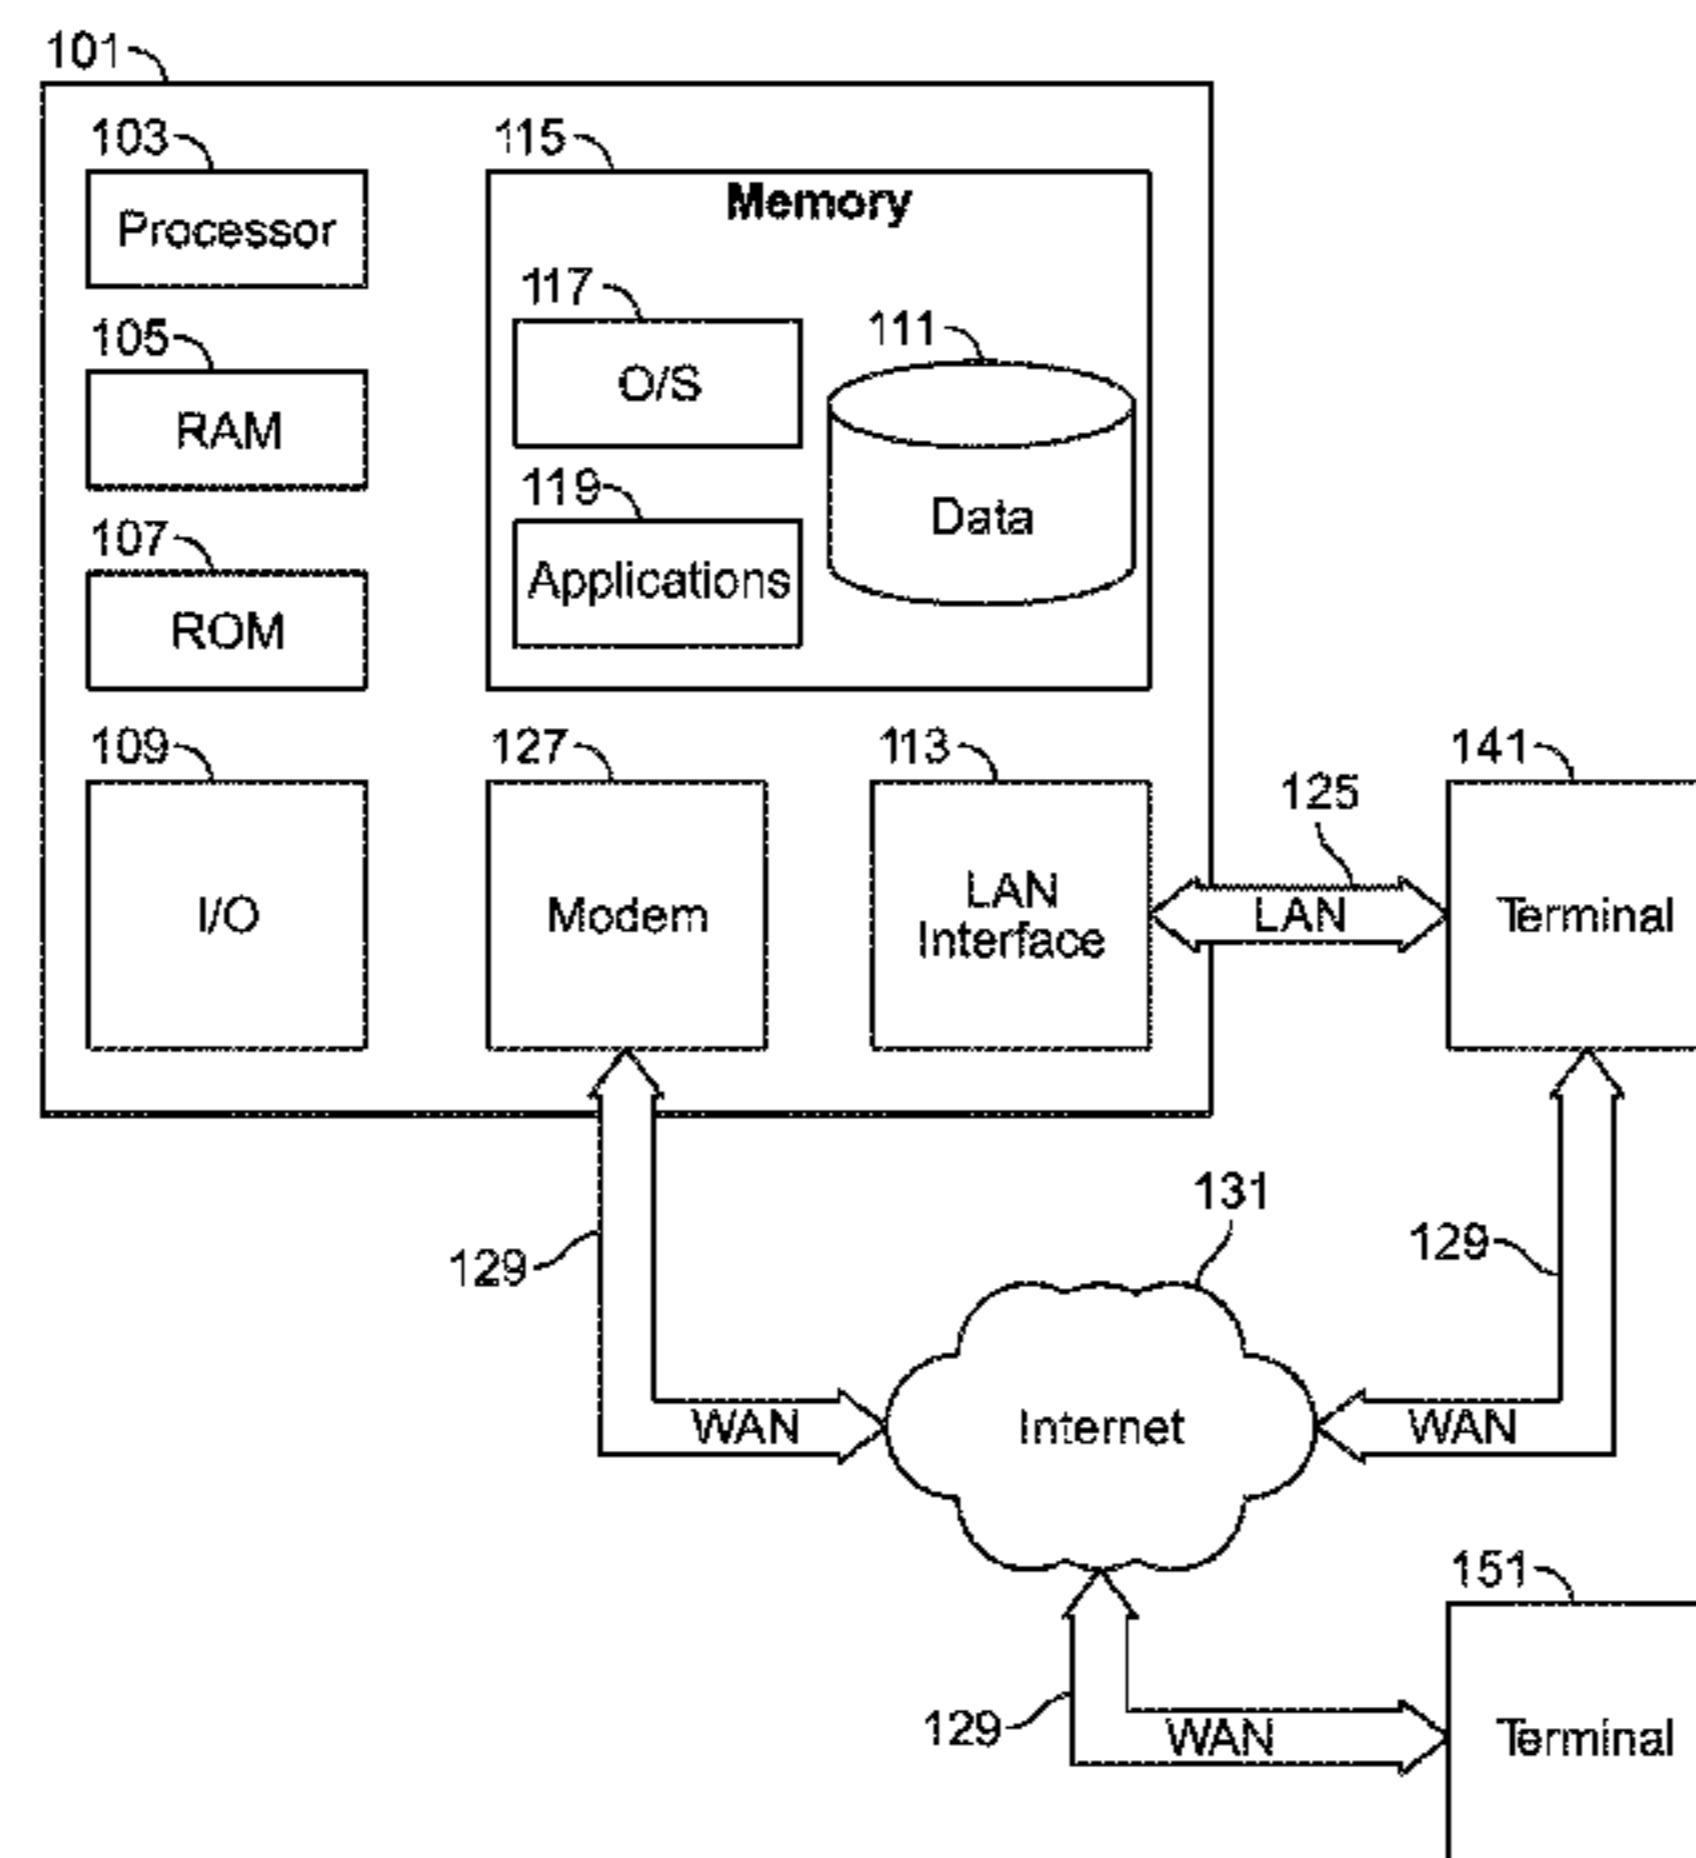 101
103
Processor
105
RAM
107
ROM
109
I/O
115
Memory
117
O/S
119
Applications
111
Data
127
Modem
113
LAN
Interface
125
LAN
141
Terminal
129
WAN
131
Internet
129
WAN
129
WAN
151
Terminal